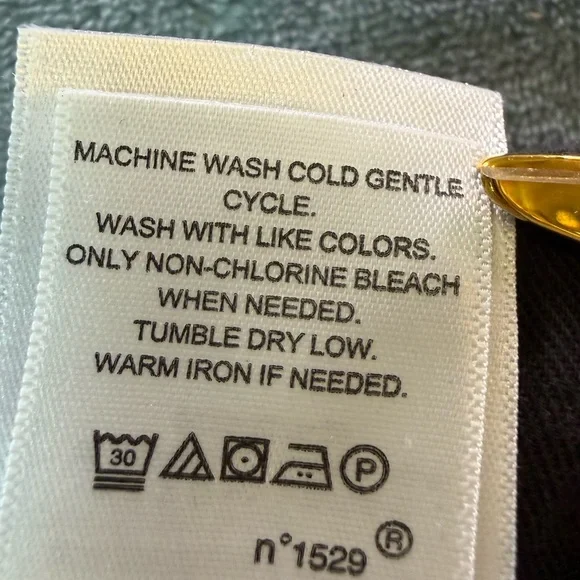 MACHINE WASH COLD GENTLE
CYCLE.
WASH WITH LIKE COLORS.
ONLY NON-CHLORINE BLEACH
WHEN NEEDED.
TUMBLE DRY LOW.
WARM IRON IF NEEDED.
30 P
n°1529 ®